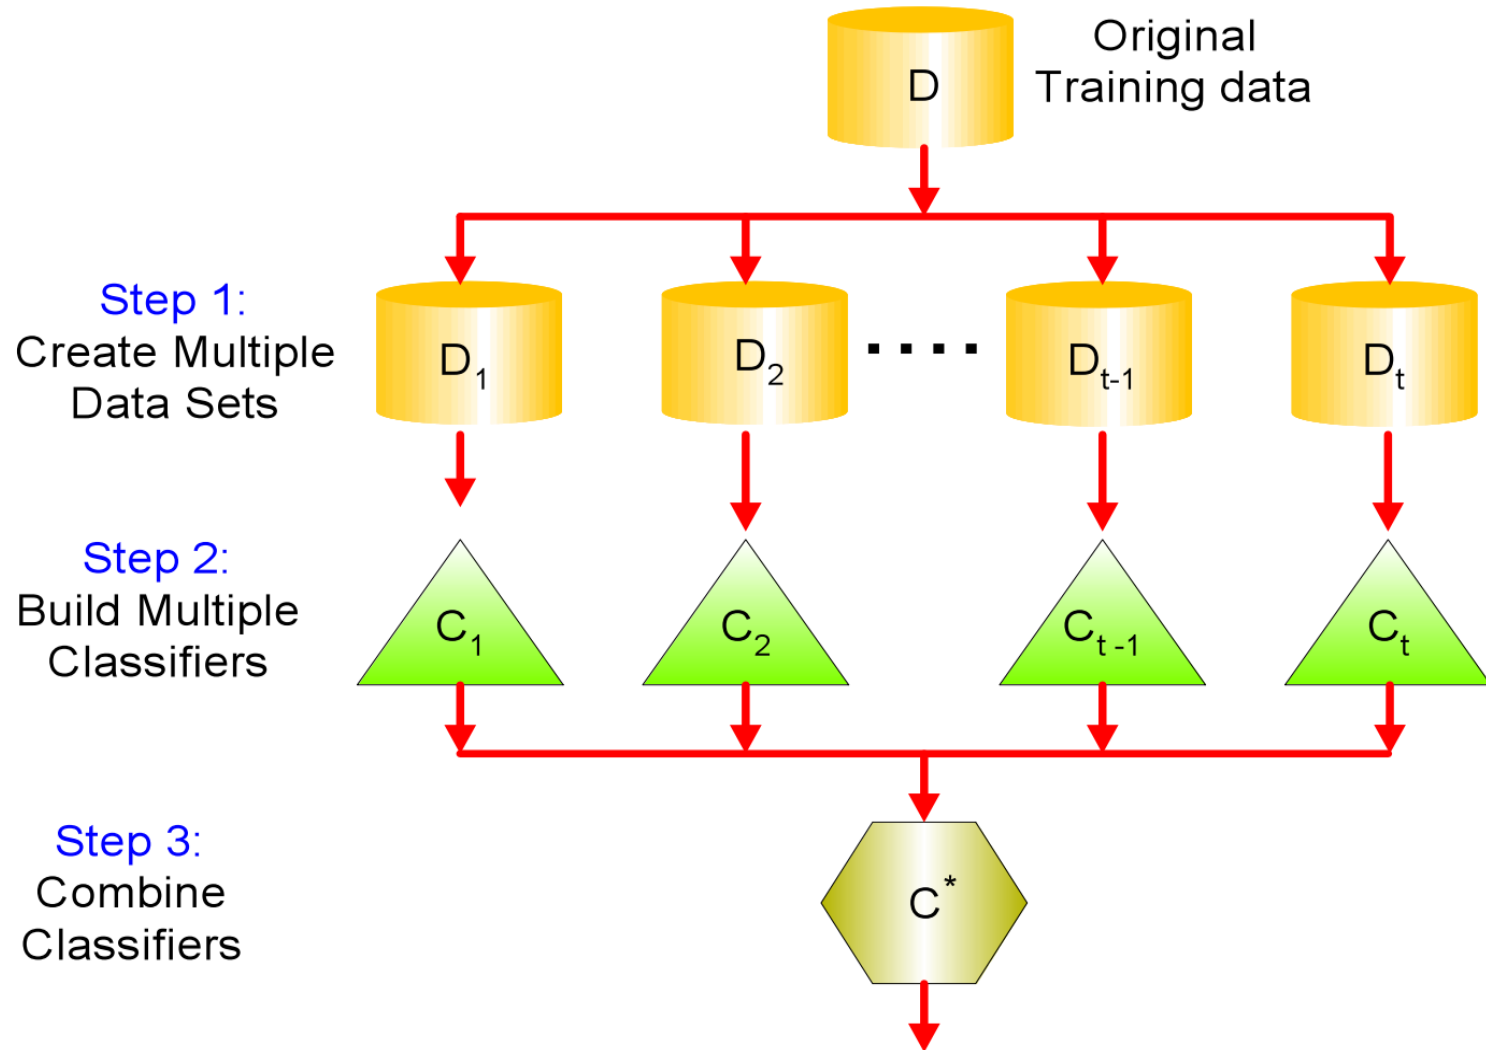 D
Original
Training data
Step 1:
Create Multiple
Data Sets
D1
D2
....
Dt-1
Dt
Step 2:
Build Multiple
Classifiers
C1
C2
Ct -1
Ct
Step 3:
Combine
Classifiers
C*